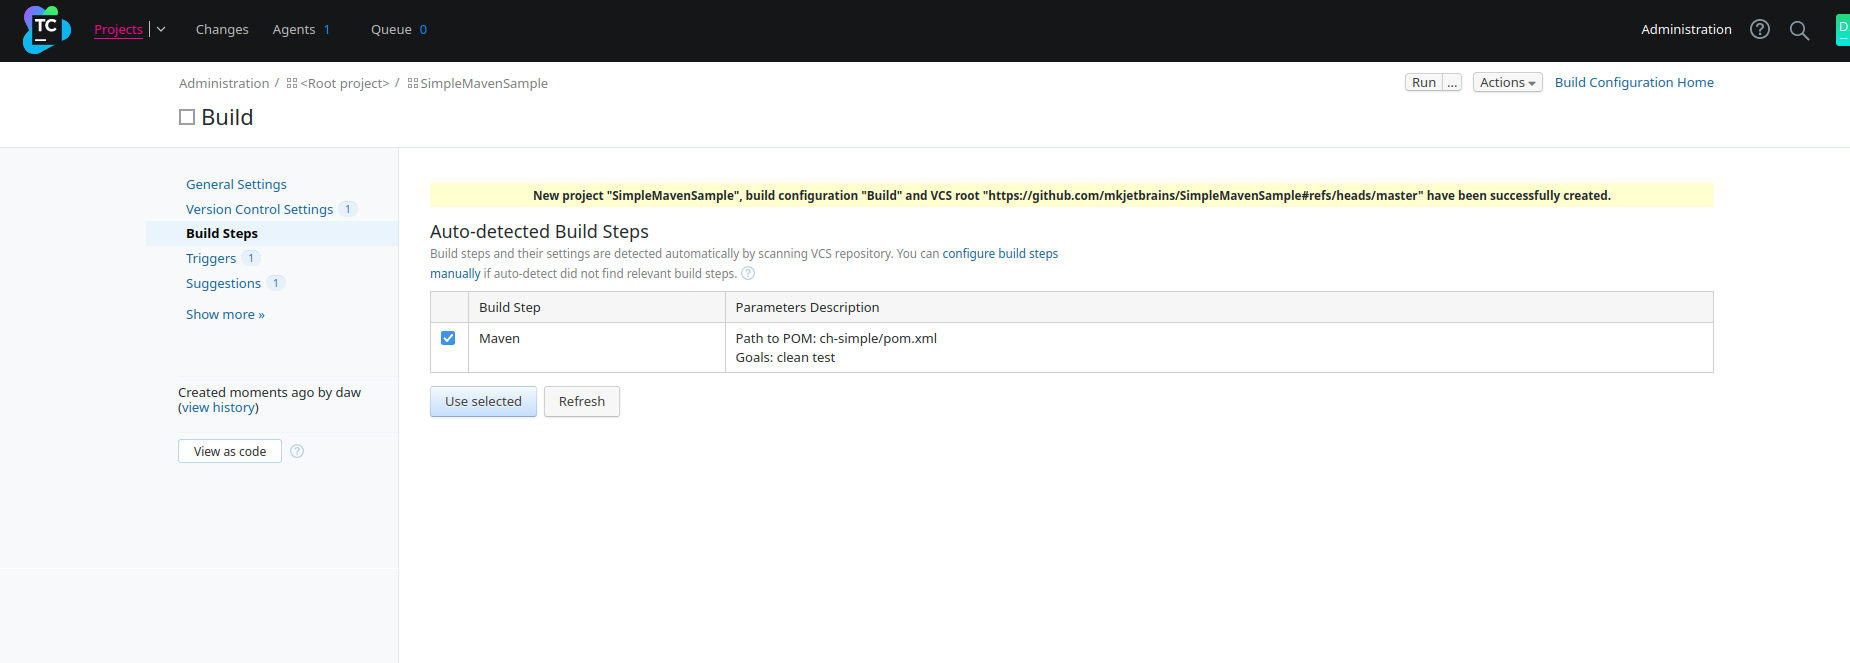 TC
Projects
Changes
Agents 1
Queue 0
Administration
D
Administration / <Root project> / SimpleMavenSample
Run ...
Actions
Build Configuration Home
Build
General Settings
Version Control Settings 1
Build Steps
Triggers 1
Suggestions 1
Show more »
Created moments ago by daw
(view history)
View as code ?
New project "SimpleMavenSample", build configuration "Build" and VCS root "https://github.com/mkjetbrains/SimpleMavenSample#refs/heads/master" have been successfully created.
Auto-detected Build Steps
Build steps and their settings are detected automatically by scanning VCS repository. You can configure build steps
manually if auto-detect did not find relevant build steps. ?
Build Step
Parameters Description
Maven
Path to POM: ch-simple/pom.xml
Goals: clean test
Use selected
Refresh